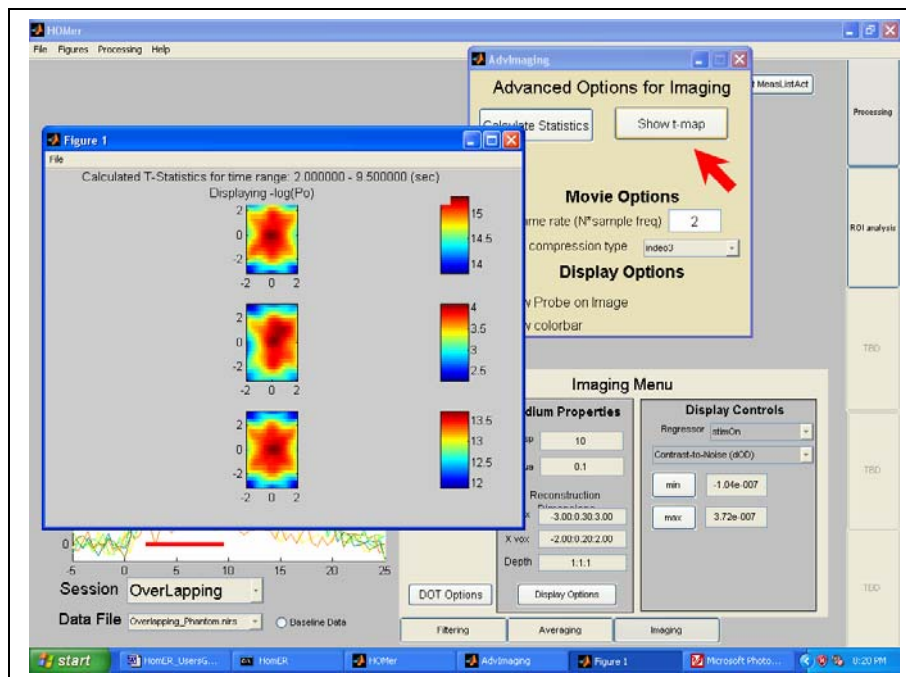 HOMer
File Figures Processing Help
AdvImaging
Advanced Options for Imaging
MeasListAct
Calculate Statistics
Show t-map
Processing
Figure 1
File
Calculated T-Statistics for time range: 2.000000 - 9.500000 (sec)
Displaying -log(Po)
2
0
-2
-2 0 2
15
14.5
14
Movie Options
rate (N*sample freq) 2
compression type indeo3
Display Options
Probe on Image
colorbar
ROI analysis
2
0
-2
-2 0 2
4
3.5
3
2.5
TBD
2
0
-2
-2 0 2
13.5
13
12.5
12
Imaging Menu
dium Properties
10
0.1
Reconstruction
-3.00:0.30:3.00
X vox -2.00:0.20:2.00
Depth 1:1:1
Display Options
Display Controls
Regressor stimOn
Contrast-to-Noise (dOD)
min -1.04e-007
max 3.72e-007
TBD
0
-5 0 5 10 15 20 25
Session OverLapping
Data File Overlapping_Phantom.nirs
Baseline Data
DOT Options
Filtering Averaging Imaging
TBD
start
HomER_UsersG...
HomER
HOMer
AdvImaging
Figure 1
Microsoft Photo...
8:20 PM